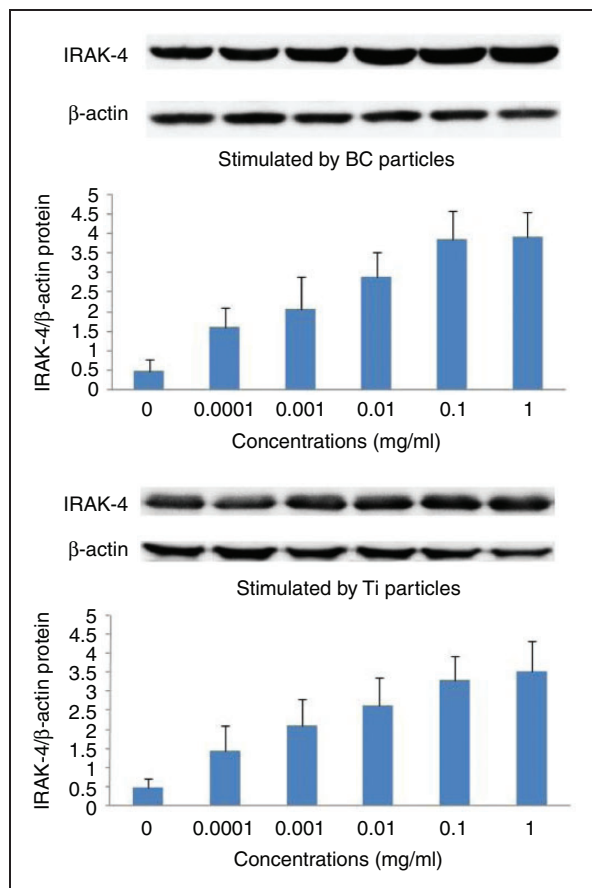 IRAK-4
β-actin
Stimulated by BC particles
IRAK-4/β-actin protein
5
4.5
4
3.5
3
2.5
2
1.5
1
0.5
0
0 0.0001 0.001 0.01 0.1 1
Concentrations (mg/ml)
IRAK-4
β-actin
Stimulated by Ti particles
IRAK-4/β-actin protein
5
4.5
4
3.5
3
2.5
2
1.5
1
0.5
0
0 0.0001 0.001 0.01 0.1 1
Concentrations (mg/ml)